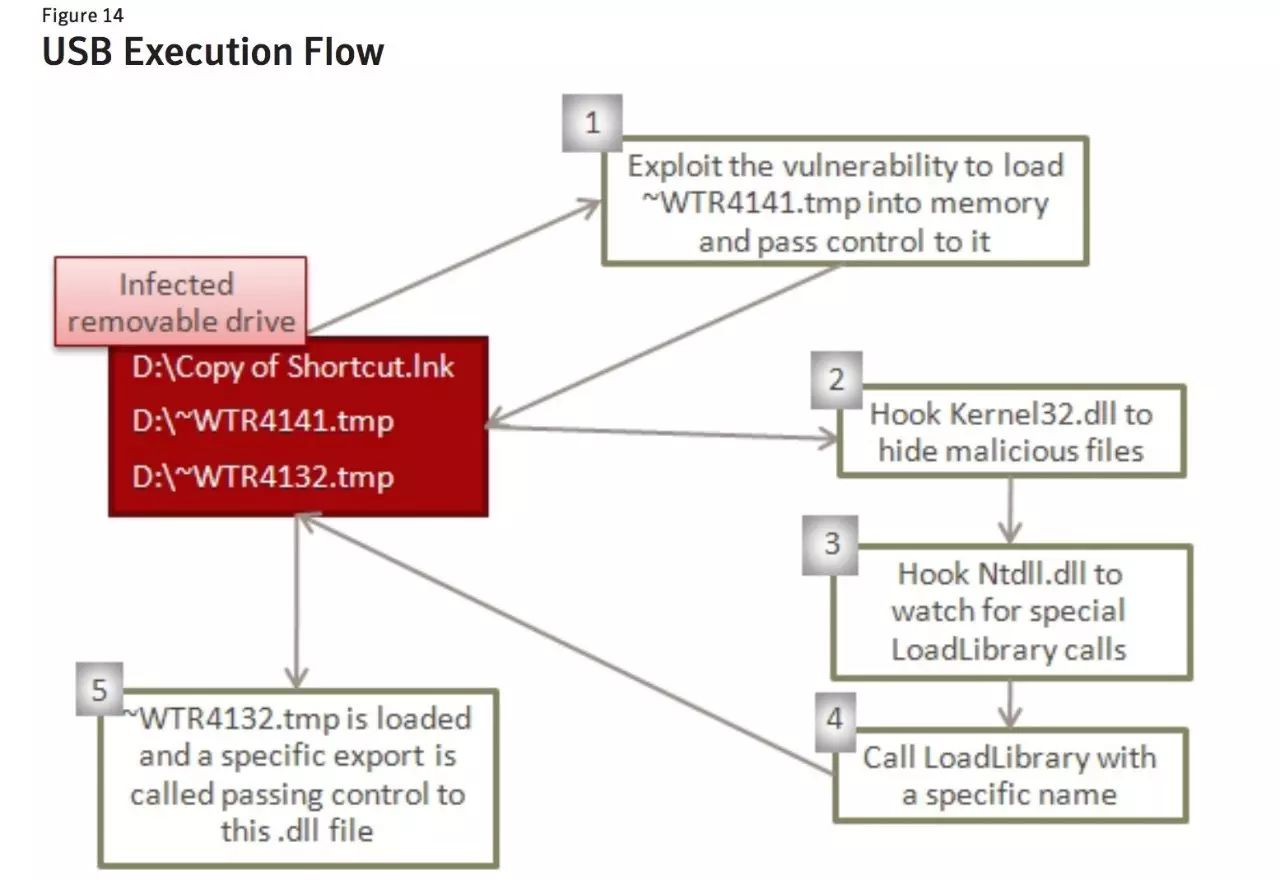 Figure 14
USB Execution Flow
1
Exploit the vulnerability to load
~WTR4141.tmp into memory
and pass control to it
Infected
removable drive
D:\Copy of Shortcut.lnk
D:\~WTR4141.tmp
D:\~WTR4132.tmp
2
Hook Kernel32.dll to
hide malicious files
3
Hook Ntdll.dll to
watch for special
LoadLibrary calls
4
Call LoadLibrary with
a specific name
5
~WTR4132.tmp is loaded
and a specific export is
called passing control to
this .dll file